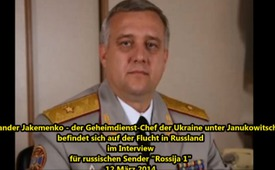 ander Jakemenko - der Geheimdienst-Chef der Ukraine unter Janukowitsch
befindet sich auf der Flucht in Russland
im Interview
für russischen Sender "Rossija 1"
12 März 2014